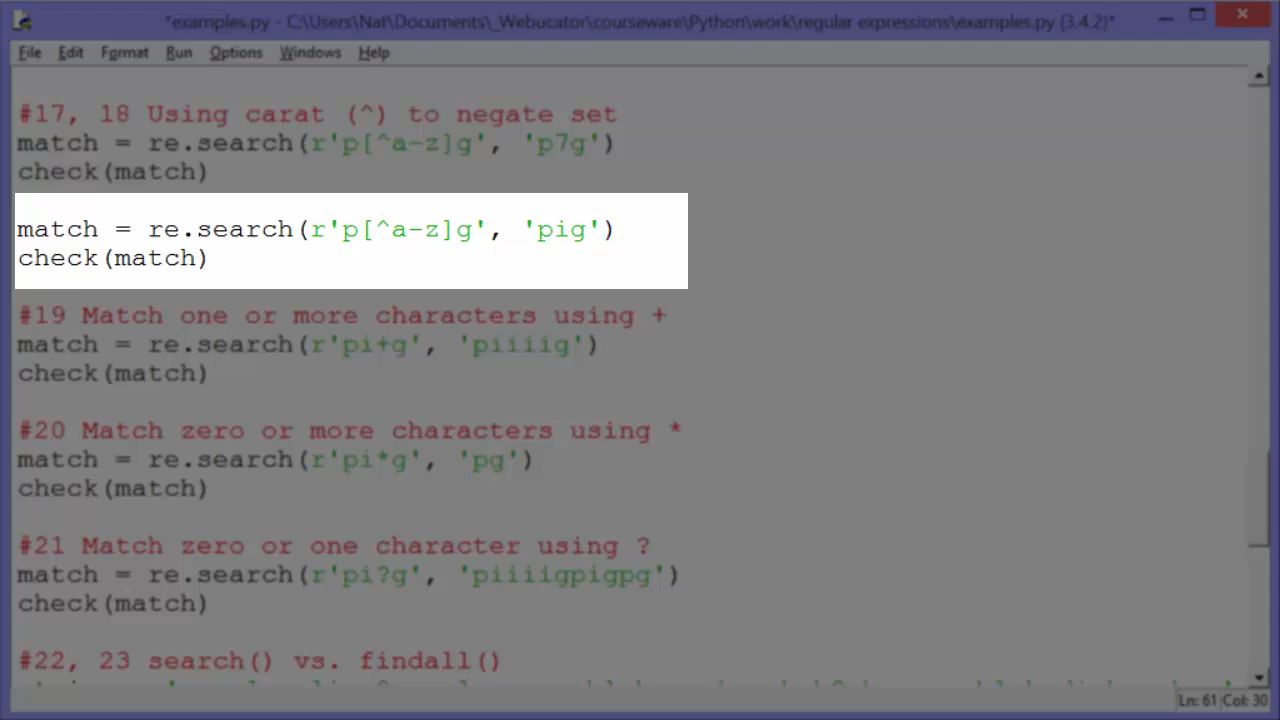 *examples.py - C:\Users\Nat\Documents\_Webucator\courseware\Python\work\regular expressions\examples.py (3.4.2)*
File Edit Format Run Options Windows Help
#17, 18 Using carat (^) to negate set
match = re.search(r'p[^a-z]g', 'p7g')
check(match)
match = re.search(r'p[^a-z]g', 'pig')
check(match)
#19 Match one or more characters using +
match = re.search(r'pi+g', 'piiiig')
check(match)
#20 Match zero or more characters using *
match = re.search(r'pi*g', 'pg')
check(match)
#21 Match zero or one character using ?
match = re.search(r'pi?g', 'piiiigpigpg')
check(match)
#22, 23 search() vs. findall()
Ln: 61 Col: 30